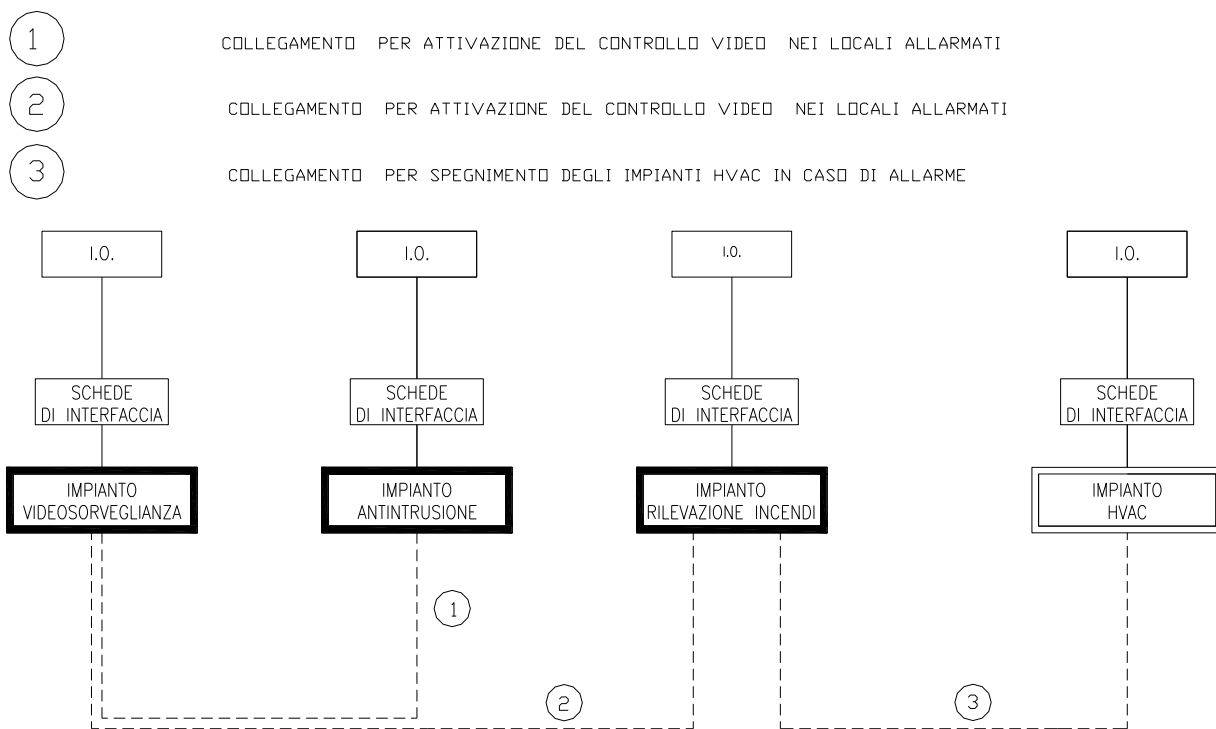 1
COLLEGAMENTO PER ATTIVAZIONE DEL CONTROLLO VIDEO NEI LOCALI ALLARMATI
2
COLLEGAMENTO PER ATTIVAZIONE DEL CONTROLLO VIDEO NEI LOCALI ALLARMATI
3
COLLEGAMENTO PER SPEGNIMENTO DEGLI IMPIANTI HVAC IN CASO DI ALLARME
I.O.
I.O.
I.O.
I.O.
SCHEDE
DI INTERFACCIA
SCHEDE
DI INTERFACCIA
SCHEDE
DI INTERFACCIA
SCHEDE
DI INTERFACCIA
IMPIANTO
VIDEOSORVEGLIANZA
IMPIANTO
ANTINTRUSIONE
IMPIANTO
RILEVAZIONE INCENDI
IMPIANTO
HVAC
1
2
3